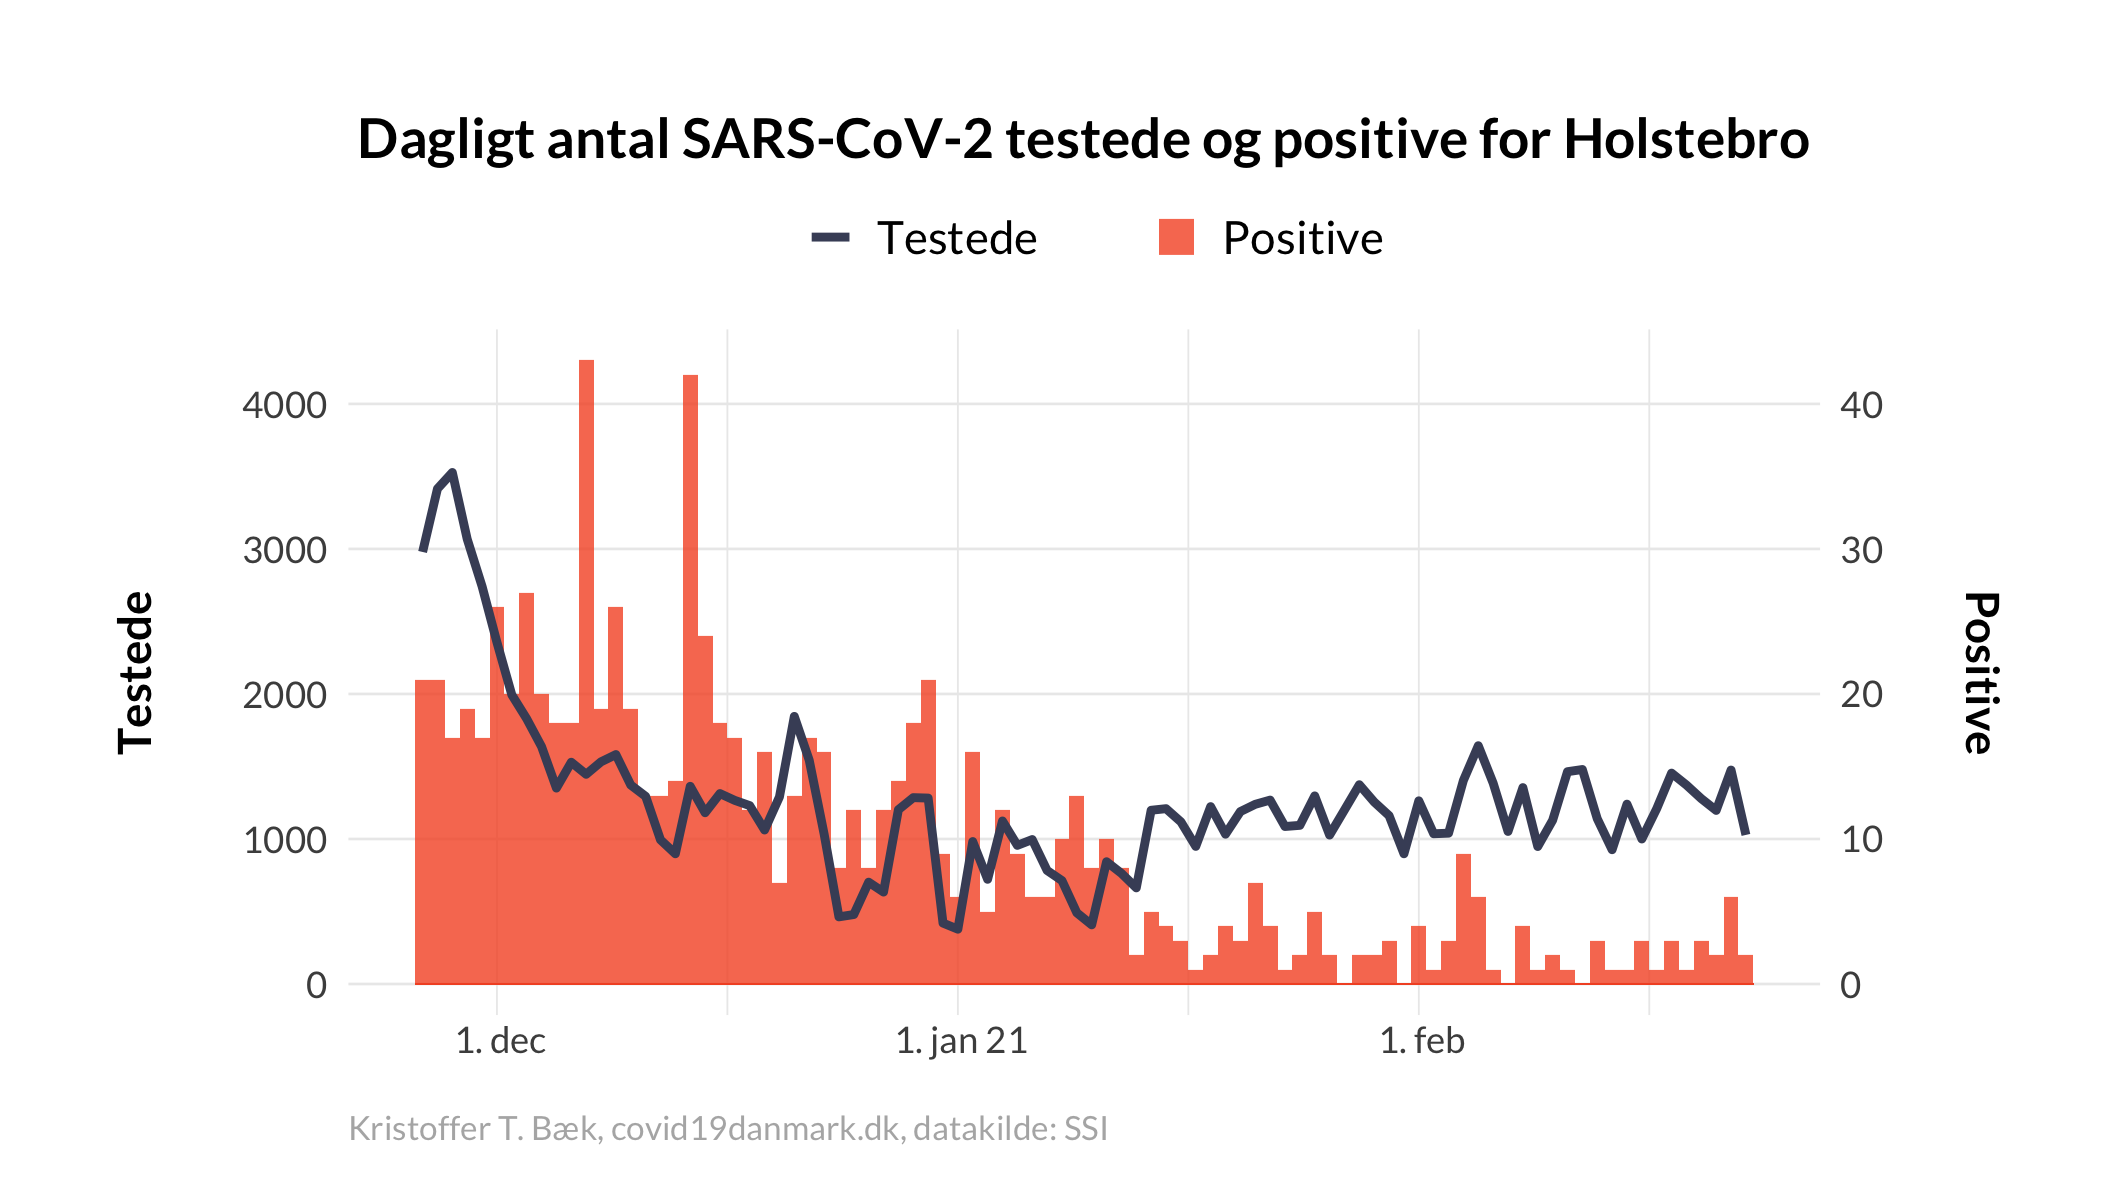 Dagligt antal SARS-CoV-2 testede og positive for Holstebro
Testede
Positive
4000
3000
2000
1000
0
Testede
40
30
20
10
0
Positive
1. dec
1. jan 21
1. feb
Kristoffer T. Bæk, covid19danmark.dk, datakilde: SSI